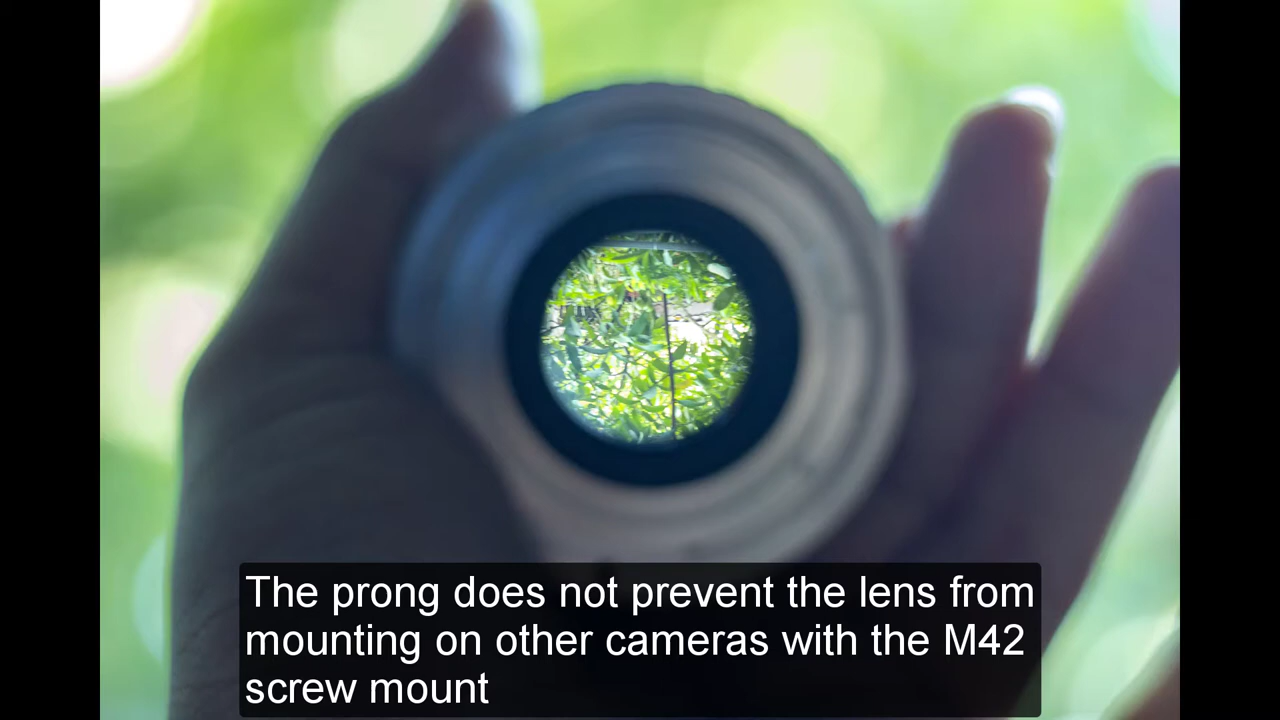 The prong does not prevent the lens from
mounting on other cameras with the M42
screw mount